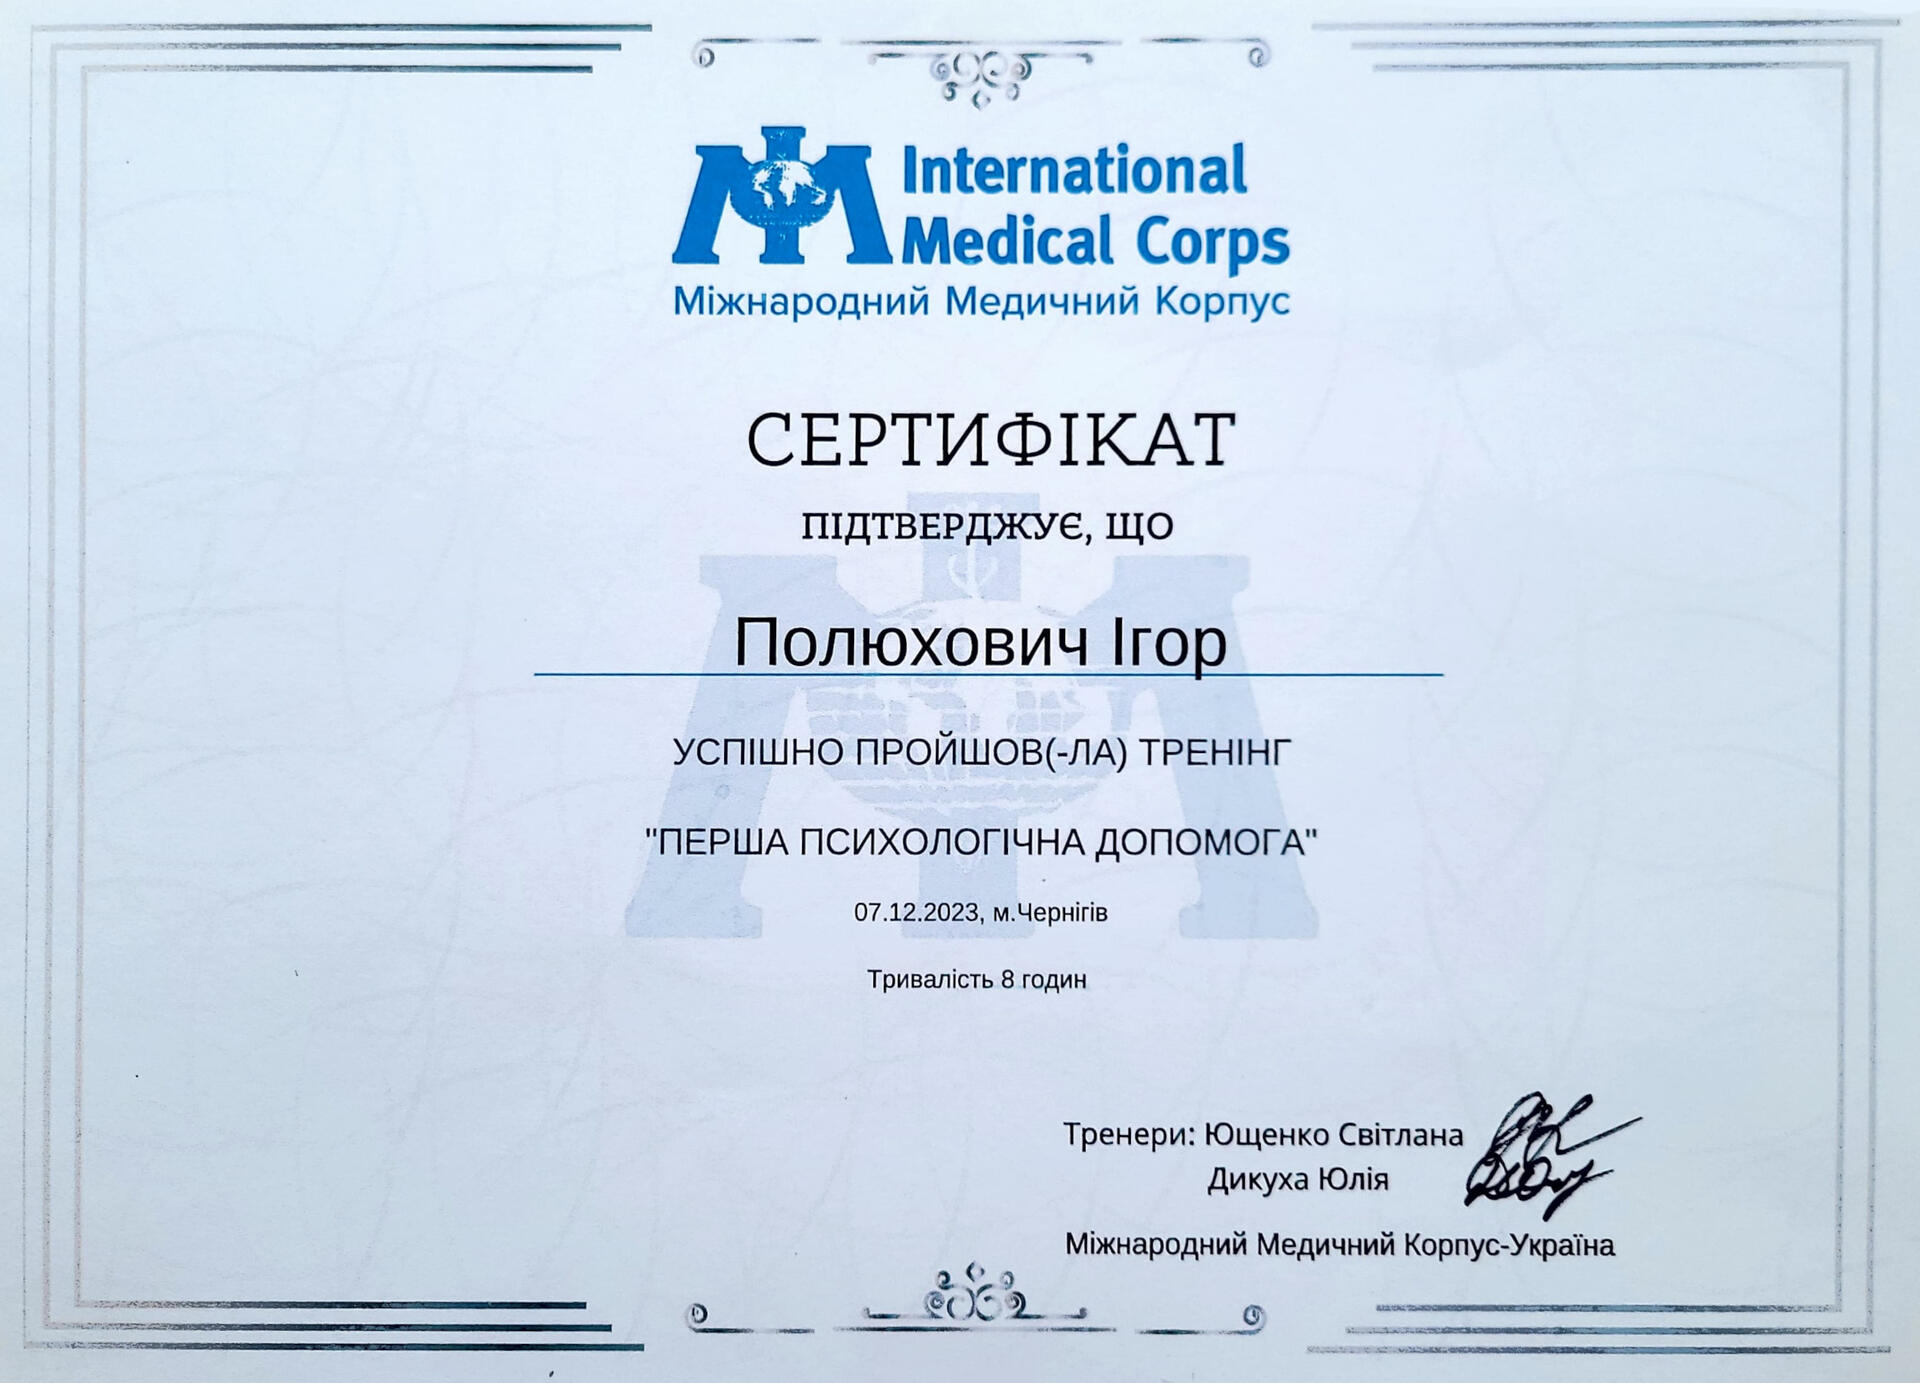 International
Medical Corps
Міжнародний Медичний Корпус
СЕРТИФІКАТ
ПІДТВЕРДЖУЄ, ЩО
Полюхович Ігор
УСПІШНО ПРОЙШОВ(-ЛА) ТРЕНІНГ
"ПЕРША ПСИХОЛОГІЧНА ДОПОМОГА"
07.12.2023, м.Чернігів
Тривалість 8 годин
Тренери: Ющенко Світлана
Дикуха Юлія
Міжнародний Медичний Корпус-Україна